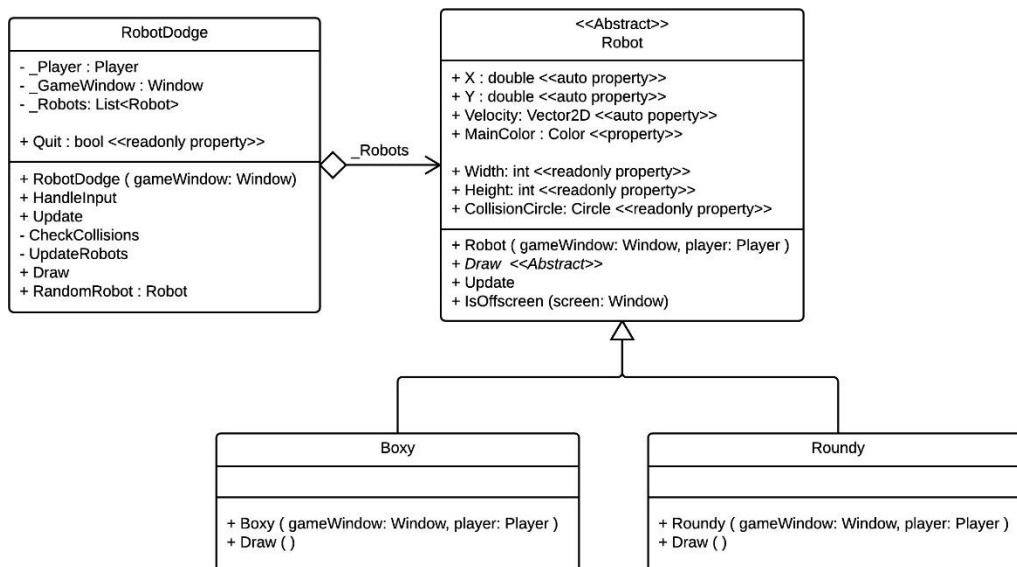 RobotDodge
- _Player : Player
- _GameWindow : Window
- _Robots: List<Robot>
+ Quit : bool <<readonly property>>
+ RobotDodge ( gameWindow: Window)
+ HandleInput
+ Update
- CheckCollisions
- UpdateRobots
+ Draw
+ RandomRobot : Robot
_Robots
<<Abstract>>
Robot
+ X : double <<auto property>>
+ Y : double <<auto property>>
+ Velocity: Vector2D <<auto poperty>>
+ MainColor : Color <<property>>
+ Width: int <<readonly property>>
+ Height: int <<readonly property>>
+ CollisionCircle: Circle <<readonly property>>
+ Robot ( gameWindow: Window, player: Player )
+ Draw <<Abstract>>
+ Update
+ IsOffscreen (screen: Window)
Boxy
+ Boxy ( gameWindow: Window, player: Player )
+ Draw ( )
Roundy
+ Roundy ( gameWindow: Window, player: Player )
+ Draw ( )